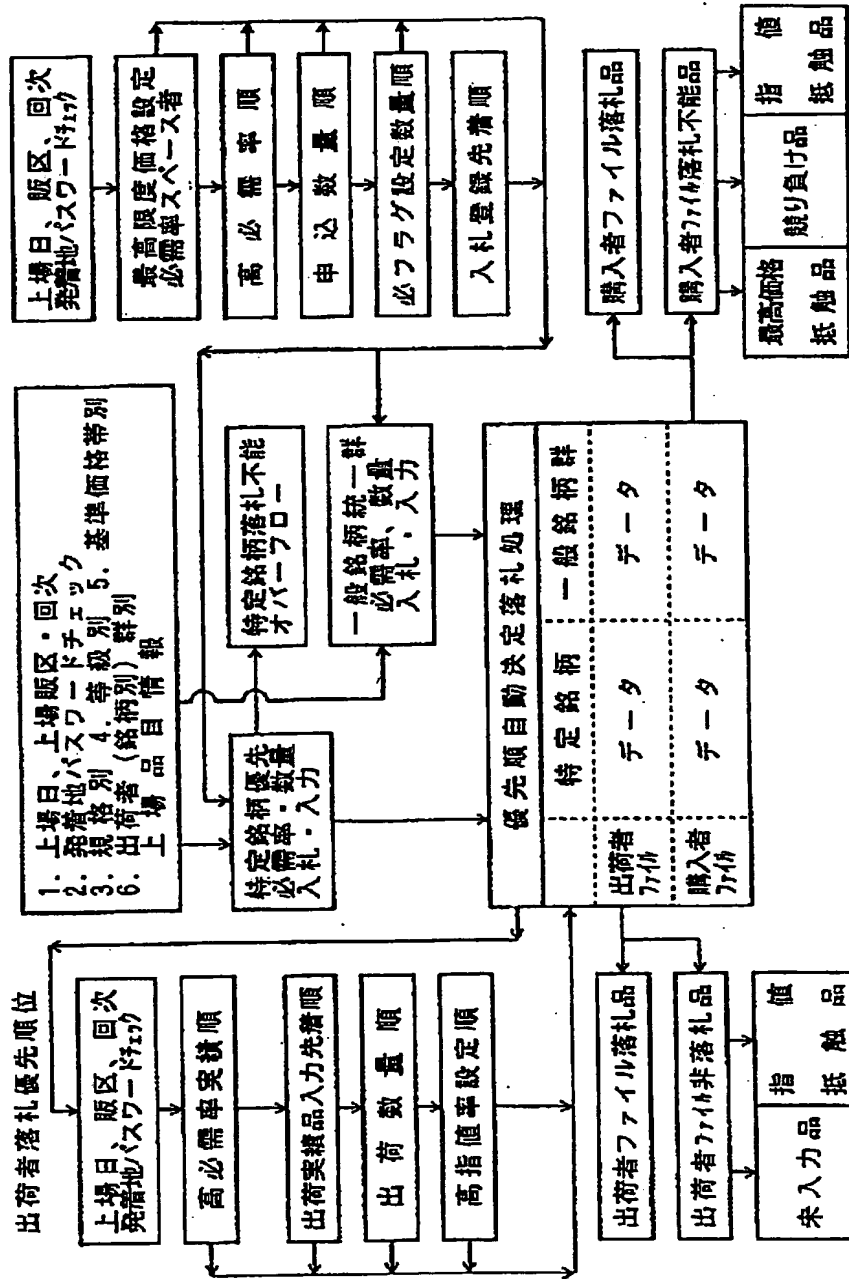 出荷者落札優先順位
上場日、販区、回次
発着地パスワードチェック
高必需率実績順
出荷実績品入力先着順
出荷数量順
高指値率設定順
1. 上場日、上場販区・回次
2. 発着地パスワードチェック
3. 規格別 4. 等級別 5. 基準価格帯別
6. 出荷者(銘柄別)群別
上場品目情報
特定銘柄優先
必需率・数量
入札・入力
特定銘柄落札不能
オーバーフロー
一般銘柄統一群
必需率、数量
入札・入力
上場日、販区、回次
発着地パスワードチェック
最高限度価格設定
必需率スペース者
高必需率順
申込数量順
必フラグ設定数量順
入札登録先着順
優先順自動決定落札処理
特定銘柄
一般銘柄群
出荷者
ファイル
データ
データ
購入者
ファイル
データ
データ
出荷者ファイル落札品
出荷者ファイル非落札品
未入力品
指値
抵触品
購入者ファイル落札品
購入者ファイル落札不能品
最高価格
抵触品
競り負け品
指値
抵触品